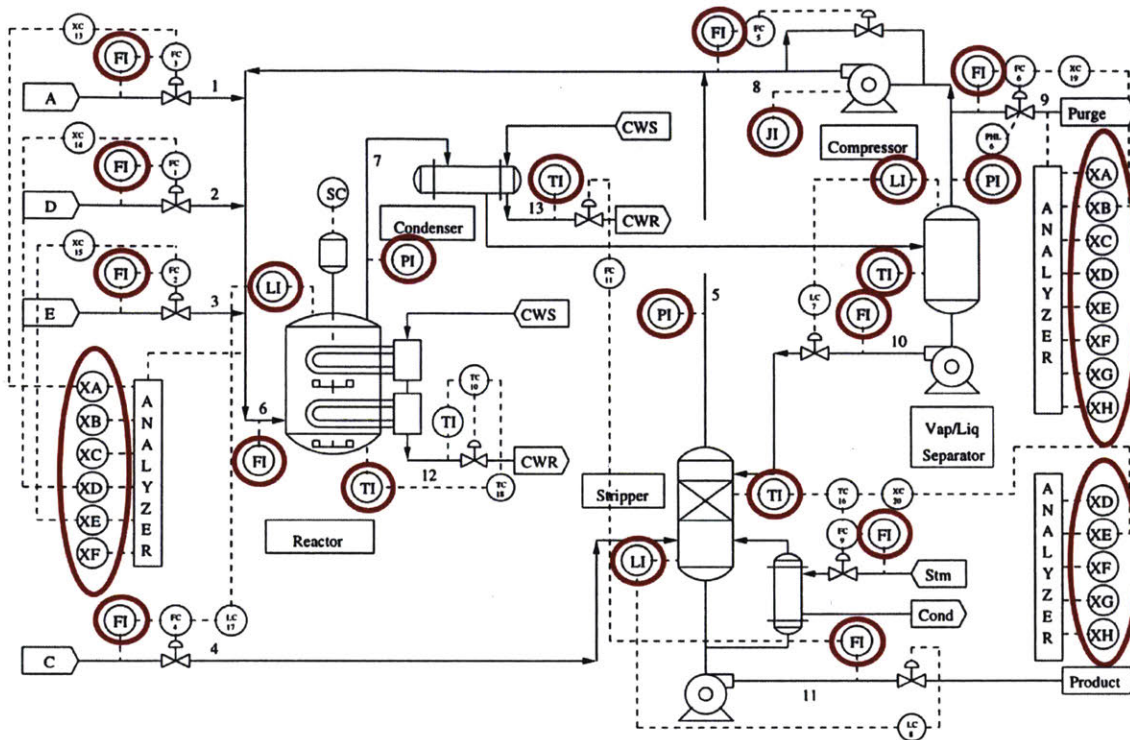 XC 13
FI
FC 3
A
1
XC 14
FI
FC 1
D
2
XC 15
FI
FC 2
E
3
FI
FC 5
8
JI
Compressor
FI
FC 6
XC 19
9
Purge
PHL 6
PI
LI
7
CWS
TI
13
CWR
Condenser
SC
PI
LI
FC 11
PI
5
LC 7
TI
FI
10
Vap/Liq
Separator
ANALYZER
XA
XB
XC
XD
XE
XF
XG
XH
CWS
TC 10
TI
12
CWR
TC 18
6
FI
TI
Reactor
XA
XB
XC
XD
XE
XF
ANALYZER
Stripper
TI
TC 16
XC 20
FC 9
FI
Stm
Cond
LI
ANALYZER
XD
XE
XF
XG
XH
FI
FC 4
LC 17
C
4
FI
11
LC 8
Product